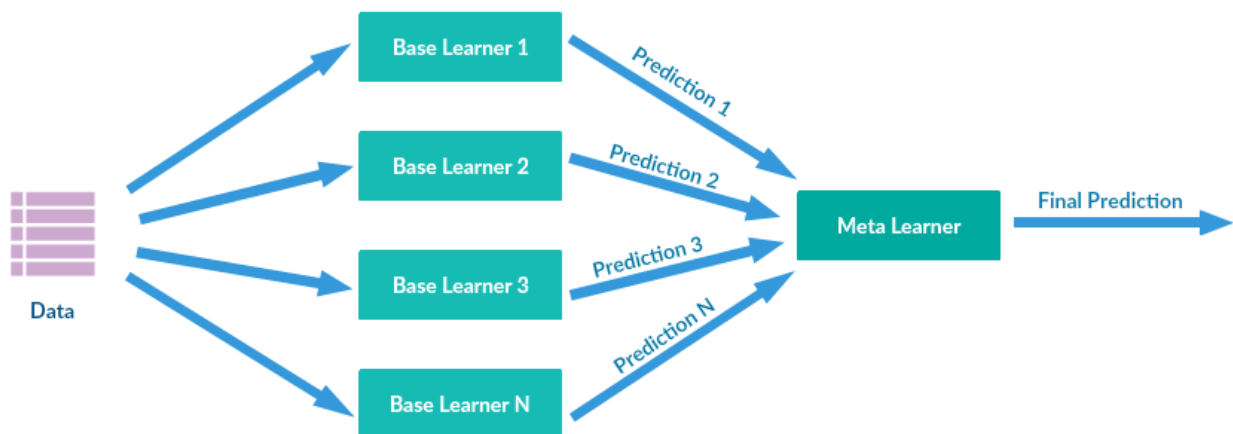 Base Learner 1
Prediction 1
Base Learner 2
Prediction 2
Data
Meta Learner
Final Prediction
Base Learner 3
Prediction 3
Base Learner N
Prediction N